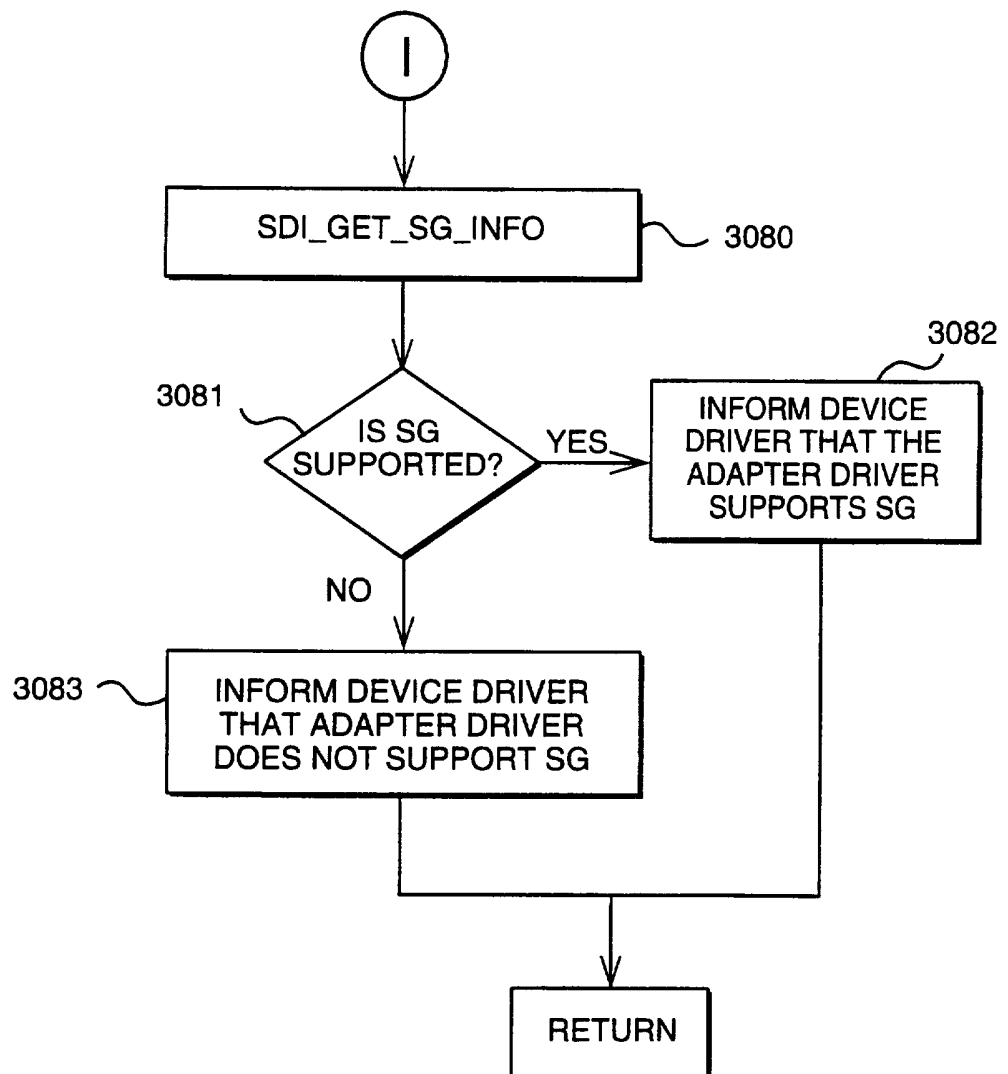 I
SDI_GET_SG_INFO
3080
3081
IS SG
SUPPORTED?
YES
3082
INFORM DEVICE
DRIVER THAT THE
ADAPTER DRIVER
SUPPORTS SG
NO
3083
INFORM DEVICE DRIVER
THAT ADAPTER DRIVER
DOES NOT SUPPORT SG
RETURN